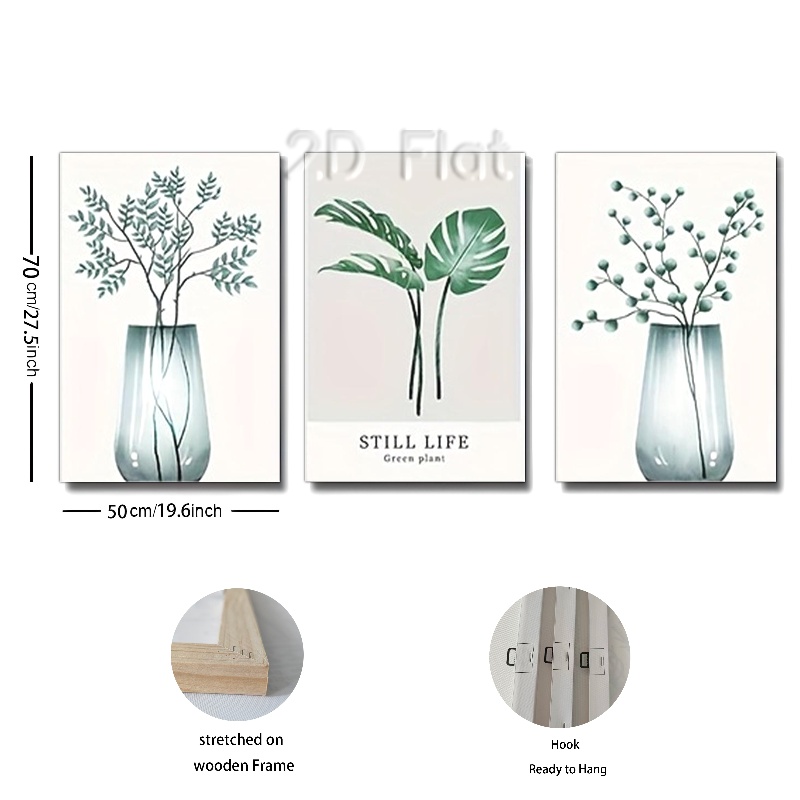 2D Flat
70 cm/27.5inch
STILL LIFE
Green plant
50 cm/19.6inch
stretched on
wooden Frame
Hook
Ready to Hang